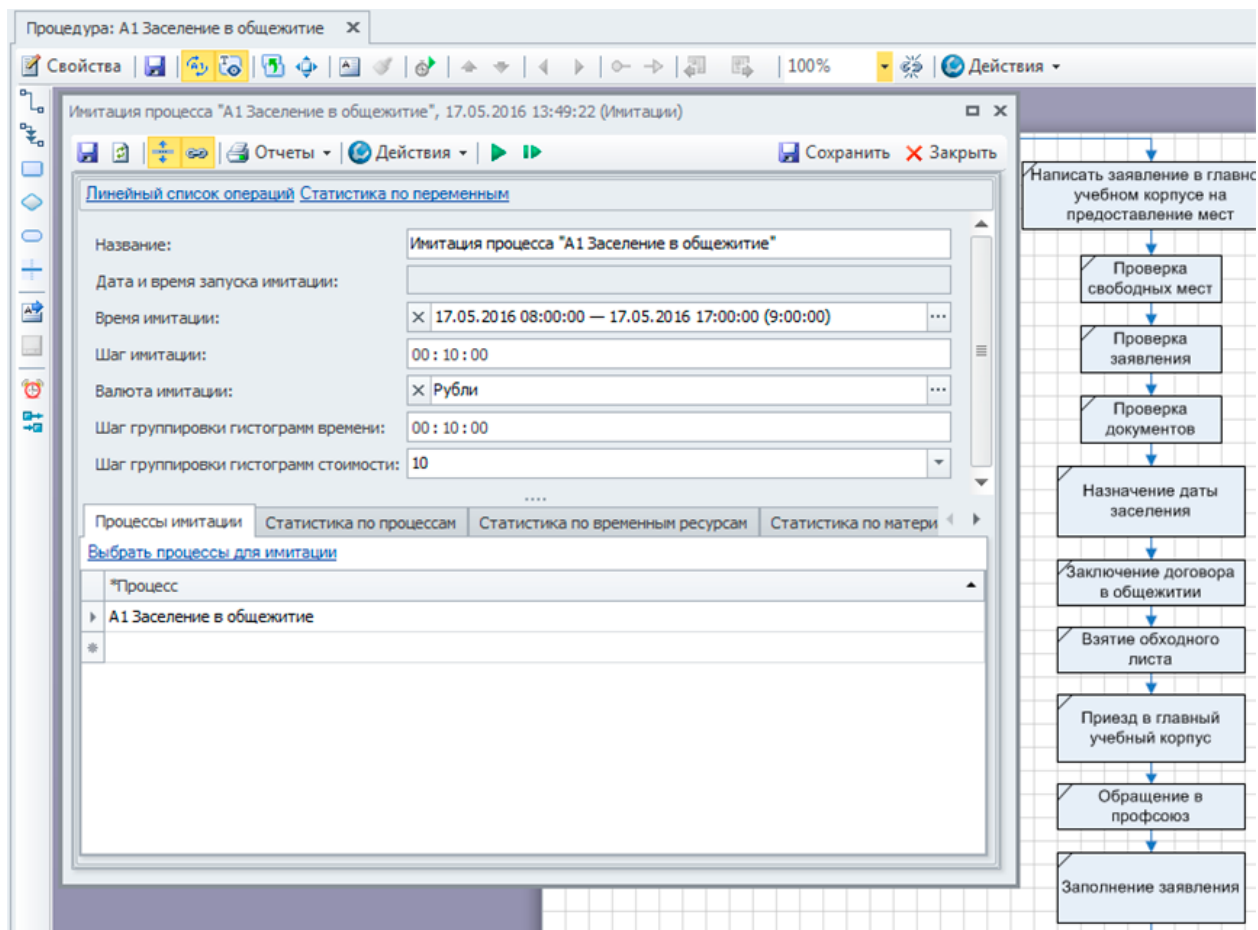 Процедура: A1 Заселение в общежитие
Свойства
100%
Действия
Имитация процесса "A1 Заселение в общежитие", 17.05.2016 13:49:22 (Имитации)
Отчеты
Действия
Сохранить
Закрыть
Линейный список операций Статистика по переменным
Название: Имитация процесса "A1 Заселение в общежитие"
Дата и время запуска имитации:
Время имитации: 17.05.2016 08:00:00 — 17.05.2016 17:00:00 (9:00:00)
Шаг имитации: 00:10:00
Валюта имитации: Рубли
Шаг группировки гистограмм времени: 00:10:00
Шаг группировки гистограмм стоимости: 10
Процессы имитации Статистика по процессам Статистика по временным ресурсам Статистика по матери
Выбрать процессы для имитации
*Процесс
A1 Заселение в общежитие
Написать заявление в главно
учебном корпусе на
предоставление мест
Проверка
свободных мест
Проверка
заявления
Проверка
документов
Назначение даты
заселения
Заключение договора
в общежитии
Взятие обходного
листа
Приезд в главный
учебный корпус
Обращение в
профсоюз
Заполнение заявления